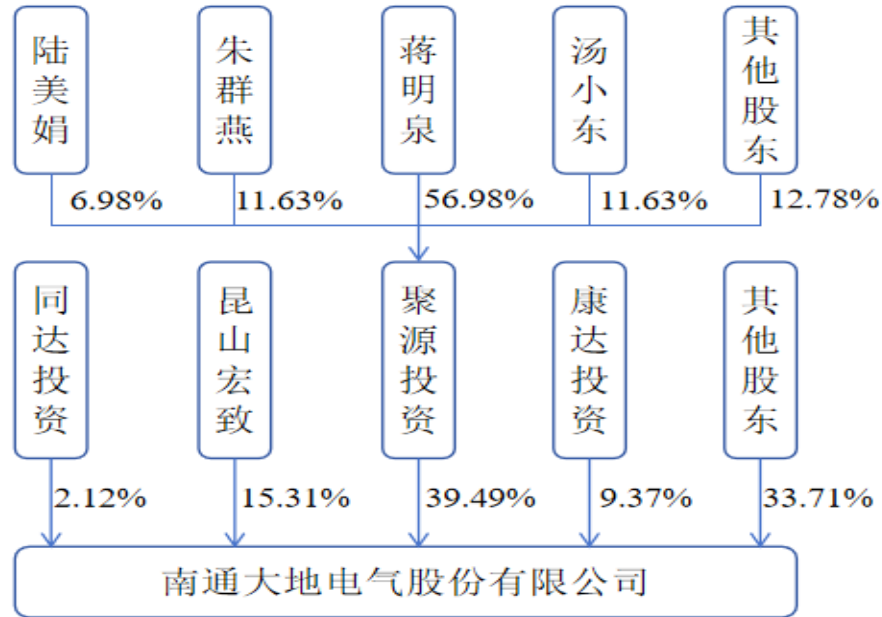 陆美娟
朱群燕
蒋明泉
汤小东
其他股东
6.98%
11.63%
56.98%
11.63%
12.78%
同达投资
昆山宏致
聚源投资
康达投资
其他股东
2.12%
15.31%
39.49%
9.37%
33.71%
南通大地电气股份有限公司